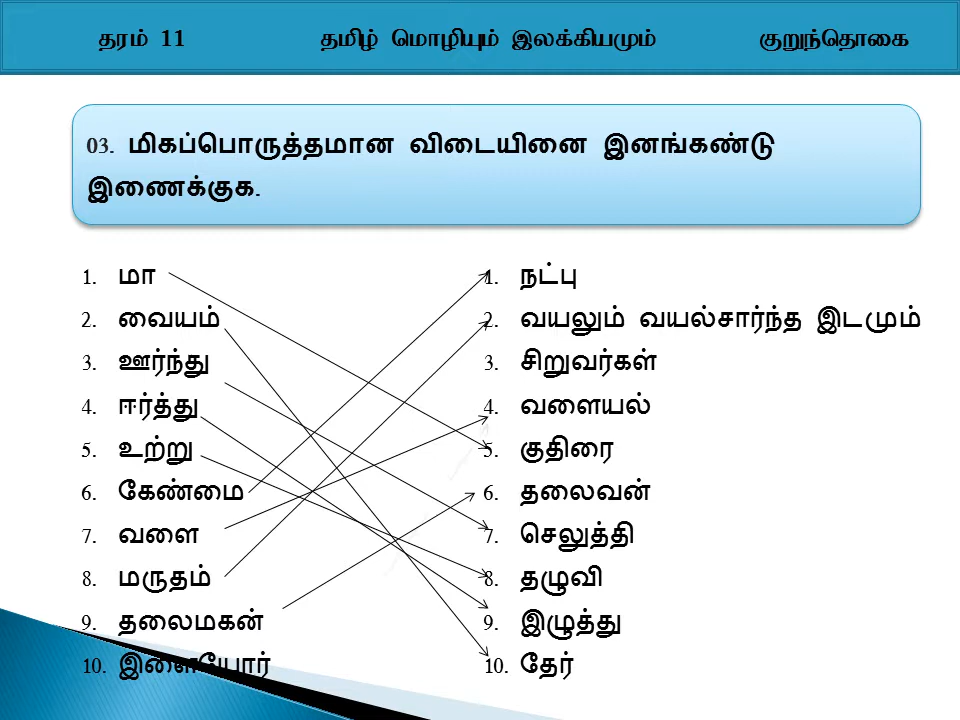 தரம் 11 தமிழ் மொழியும் இலக்கியமும் குறுந்தொகை
03. மிகப்பொருத்தமான விடையினை இனங்கண்டு
இணைக்குக.
1. மா
2. வையம்
3. ஊர்ந்து
4. ஈர்த்து
5. உற்று
6. கேண்மை
7. வளை
8. மருதம்
9. தலைமகன்
10. இளையோர்
1. நட்பு
2. வயலும் வயல்சார்ந்த இடமும்
3. சிறுவர்கள்
4. வளையல்
5. குதிரை
6. தலைவன்
7. செலுத்தி
8. தழுவி
9. இழுத்து
10. தேர்